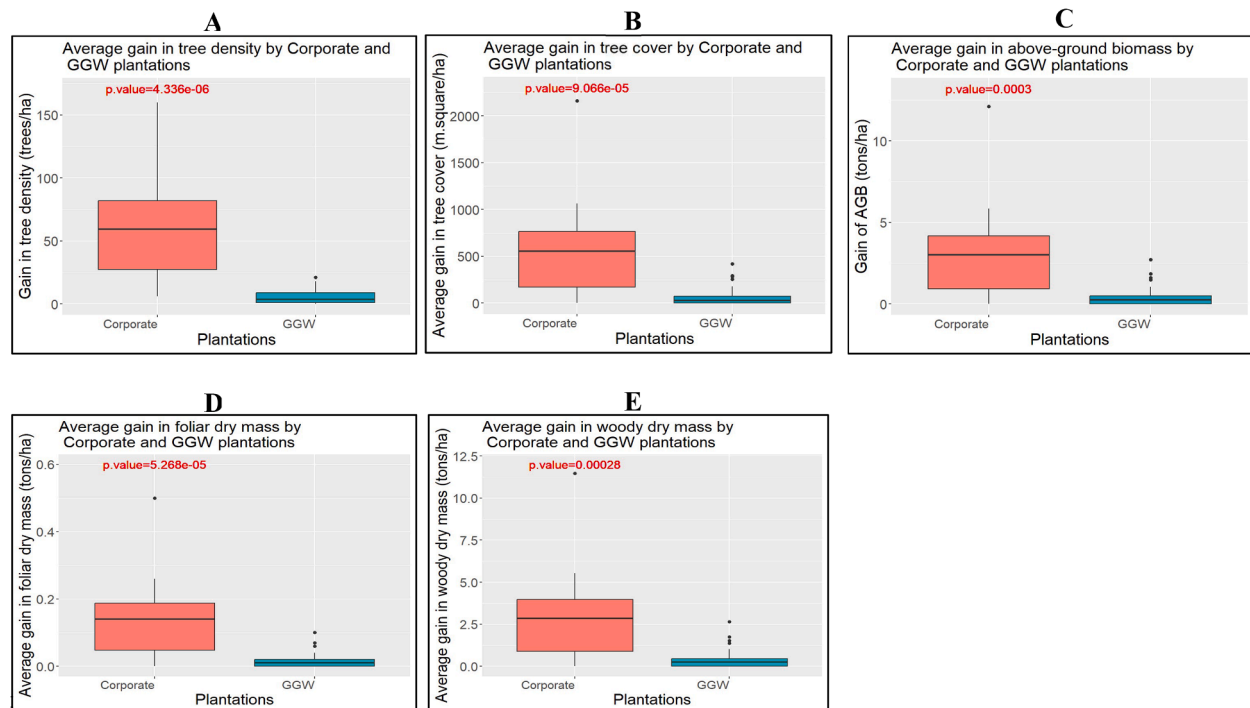 A
Average gain in tree density by Corporate and
GGW plantations
p.value=4.336e-06
Gain in tree density (trees/ha)
150
100
50
0
Corporate
GGW
Plantations
B
Average gain in tree cover by Corporate and
GGW plantations
p.value=9.066e-05
Average gain in tree cover (m.square/ha)
2000
1500
1000
500
0
Corporate
GGW
Plantations
C
Average gain in above-ground biomass by
Corporate and GGW plantations
p.value=0.0003
Gain of AGB (tons/ha)
10
5
0
Corporate
GGW
Plantations
D
Average gain in foliar dry mass by
Corporate and GGW plantations
p.value=5.268e-05
Average gain in foliar dry mass (tons/ha)
0.6
0.4
0.2
0.0
Corporate
GGW
Plantations
E
Average gain in woody dry mass by
Corporate and GGW plantations
p.value=0.00028
Average gain in woody dry mass (tons/ha)
12.5
10.0
7.5
5.0
2.5
0.0
Corporate
GGW
Plantations